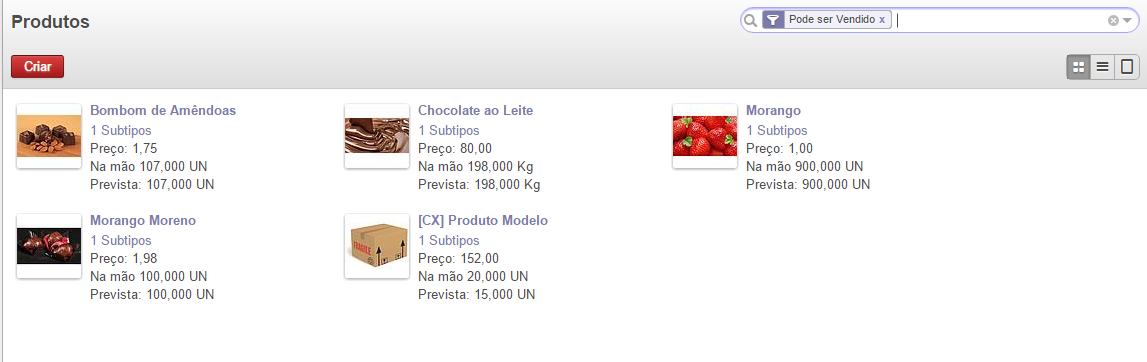 Produtos
Pode ser Vendido x
Criar
Bombom de Amêndoas
1 Subtipos
Preço: 1,75
Na mão 107,000 UN
Prevista: 107,000 UN
Chocolate ao Leite
1 Subtipos
Preço: 80,00
Na mão 198,000 Kg
Prevista: 198,000 Kg
Morango
1 Subtipos
Preço: 1,00
Na mão 900,000 UN
Prevista: 900,000 UN
Morango Moreno
1 Subtipos
Preço: 1,98
Na mão 100,000 UN
Prevista: 100,000 UN
[CX] Produto Modelo
1 Subtipos
Preço: 152,00
Na mão 20,000 UN
Prevista: 15,000 UN
FRAGILE